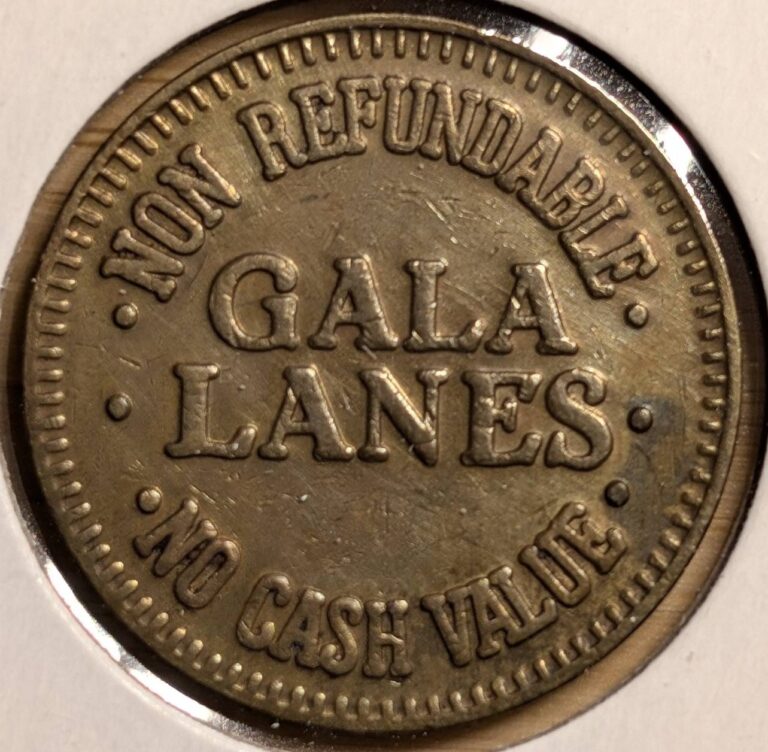 NON REFUNDABLE
GALA
LANES
NO CASH VALUE